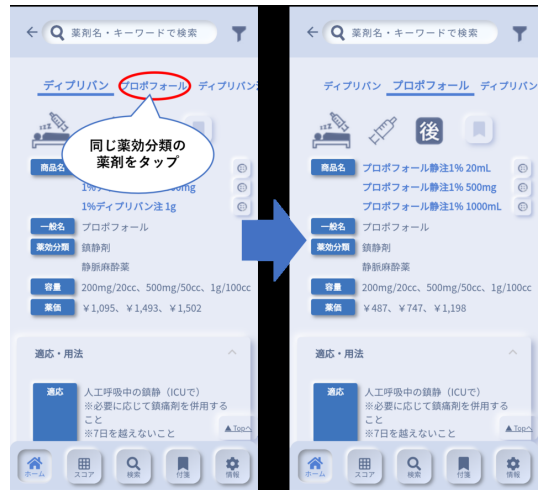 薬剤名・キーワードで検索
ディプリバン プロポフォール ディプリバン注
同じ薬効分類の
薬剤をタップ
商品名
1%ディプリバン注 1g
一般名 プロポフォール
薬効分類 鎮静剤
静脈麻酔薬
容量 200mg/20cc、500mg/50cc、1g/100cc
薬価 ¥1,095、¥1,493、¥1,502
適応・用法
適応 人工呼吸中の鎮静（ICUで）
※必要に応じて鎮痛剤を併用する
こと
※7日を越えないこと
▲Topへ
ホーム スコア 検索 付箋 情報
薬剤名・キーワードで検索
ディプリバン プロポフォール ディプリバン
zzz 後
商品名 プロポフォール静注1% 20mL
プロポフォール静注1% 500mg
プロポフォール静注1% 1000mL
一般名 プロポフォール
薬効分類 鎮静剤
静脈麻酔薬
容量 200mg/20cc、500mg/50cc、1g/100cc
薬価 ¥487、¥747、¥1,198
適応・用法
適応 人工呼吸中の鎮静（ICUで）
※必要に応じて鎮痛剤を併用する
こと
※7日を越えないこと
▲Topへ
ホーム スコア 検索 付箋 情報